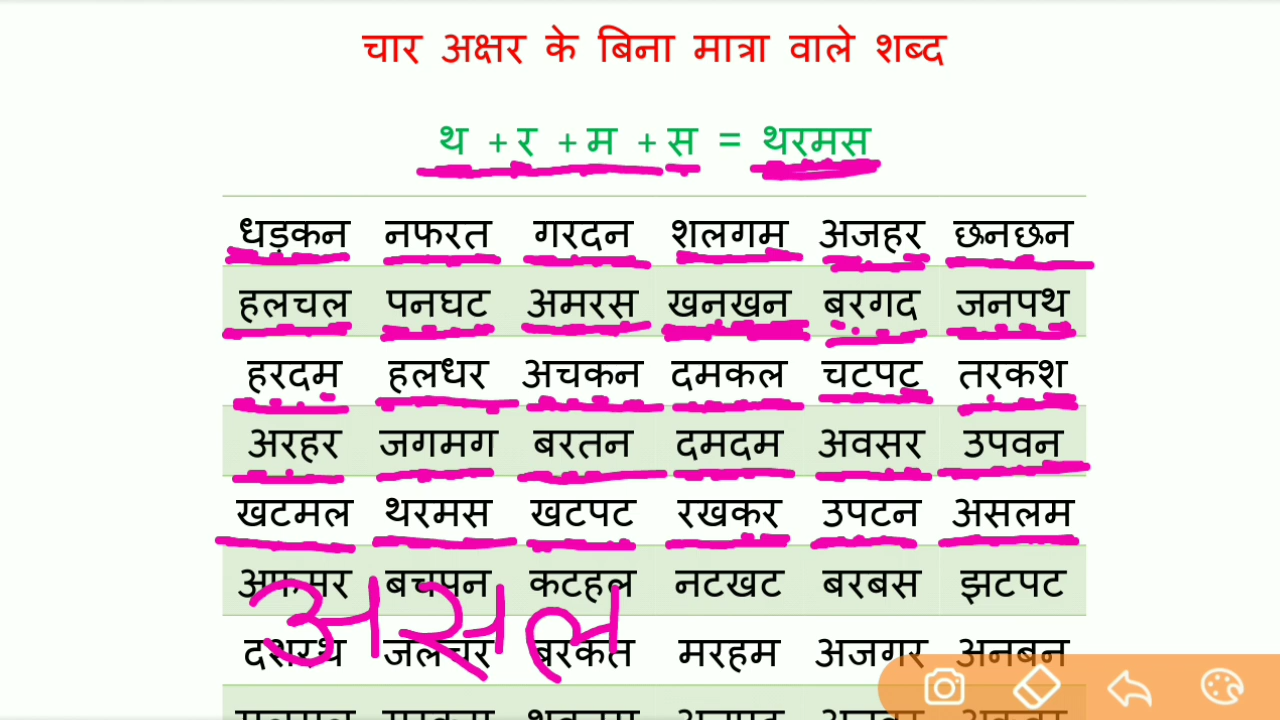 चार अक्षर के बिना मात्रा वाले शब्द
थ + र + म + स = थरमस
धड़कन नफरत गरदन शलगम अजहर छनछन
हलचल पनघट अमरस खनखन बरगद जनपथ
हरदम हलधर अचकन दमकल चटपट तरकश
अरहर जगमग बरतन दमदम अवसर उपवन
खटमल थरमस खटपट रखकर उपटन असलम
अफसर बचपन कटहल नटखट बरबस झटपट
असल
दशरथ जलचर बरकत मरहम अजगर अनबन